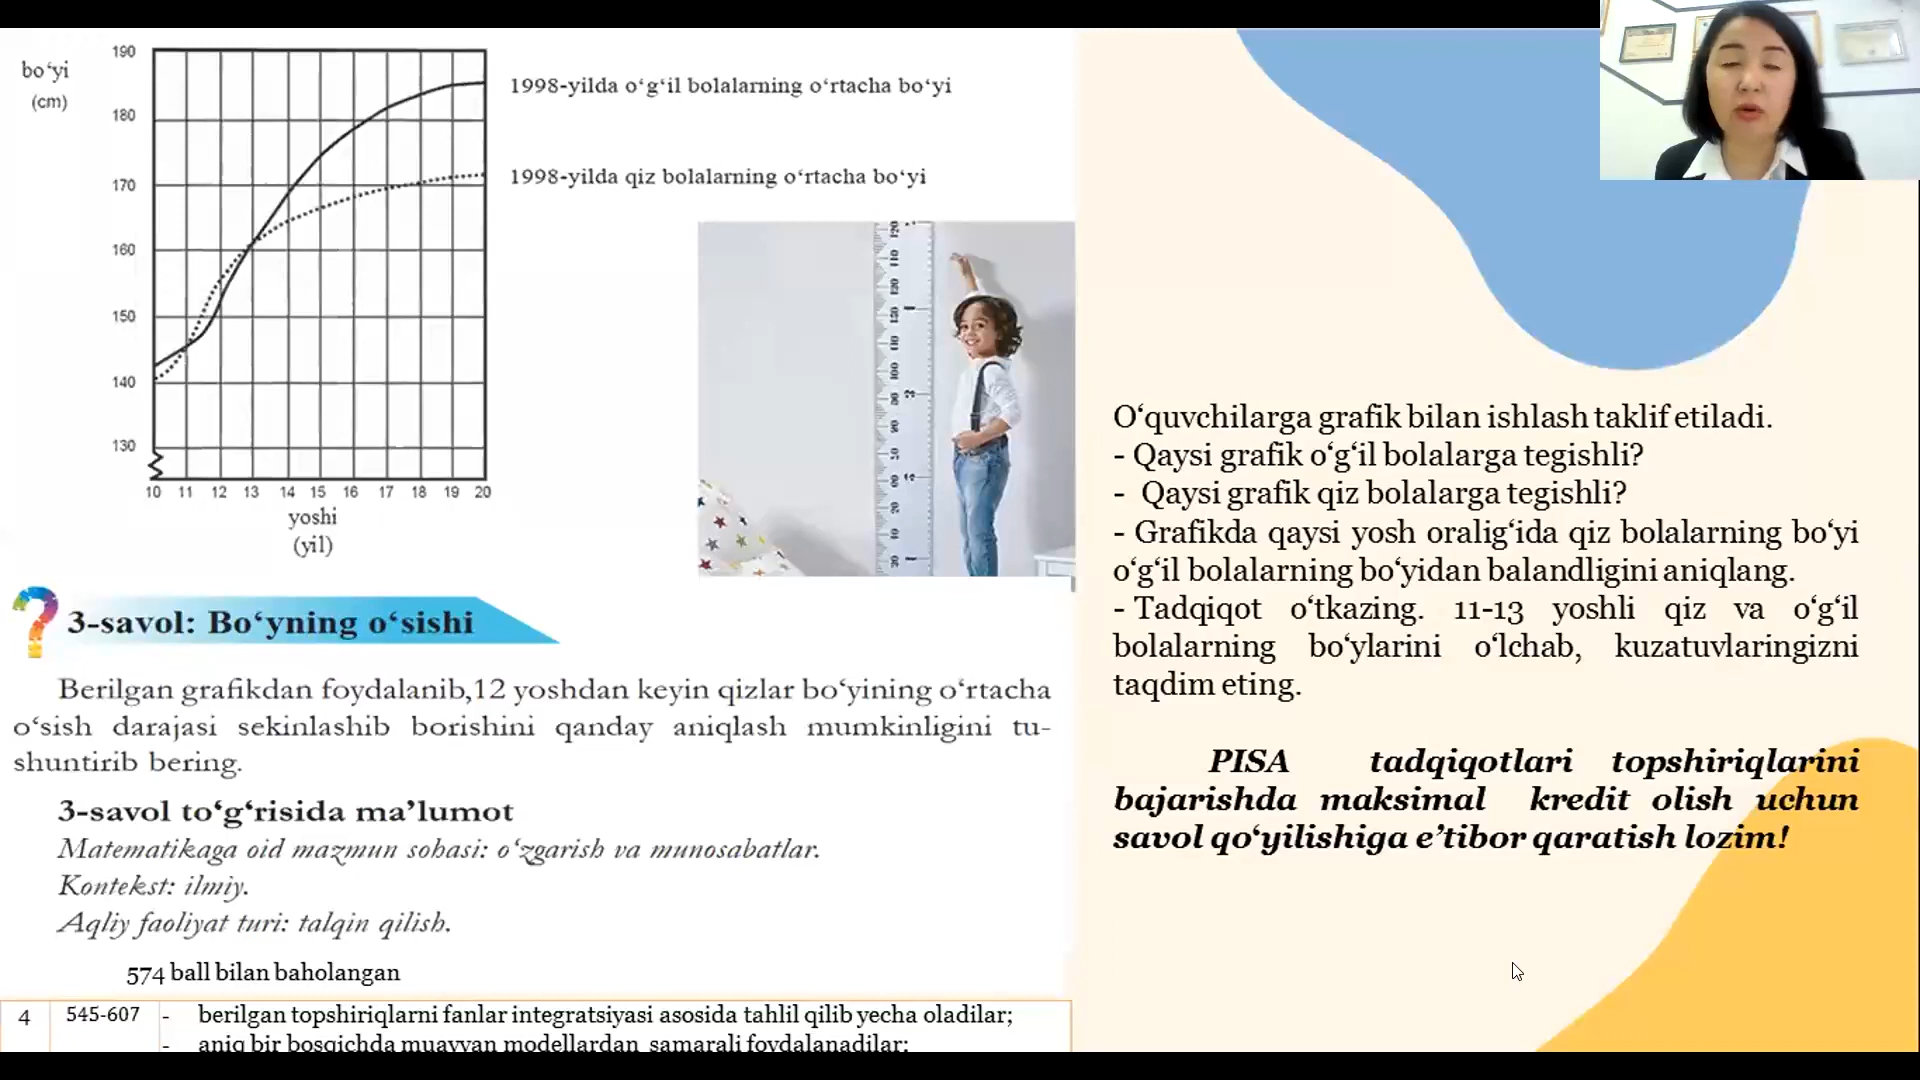 190
bo‘yi
(cm)
180
170
160
150
140
130
10 11 12 13 14 15 16 17 18 19 20
yoshi
(yil)
1998-yilda o‘g‘il bolalarning o‘rtacha bo‘yi
1998-yilda qiz bolalarning o‘rtacha bo‘yi
3-savol: Bo‘yning o‘sishi
Berilgan grafikdan foydalanib,12 yoshdan keyin qizlar bo‘yining o‘rtacha
o‘sish darajasi sekinlashib borishini qanday aniqlash mumkinligini tu-
shuntirib bering.
3-savol to‘g‘risida ma’lumot
Matematikaga oid mazmun sohasi: o‘zgarish va munosabatlar.
Kontekst: ilmiy.
Aqliy faoliyat turi: talqin qilish.
574 ball bilan baholangan
4 545-607 - berilgan topshiriqlarni fanlar integratsiyasi asosida tahlil qilib yecha oladilar;
- aniq bir bosqichda muayyan modellardan samarali foydalanadilar;
O‘quvchilarga grafik bilan ishlash taklif etiladi.
- Qaysi grafik o‘g‘il bolalarga tegishli?
- Qaysi grafik qiz bolalarga tegishli?
- Grafikda qaysi yosh oralig‘ida qiz bolalarning bo‘yi
o‘g‘il bolalarning bo‘yidan balandligini aniqlang.
- Tadqiqot o‘tkazing. 11-13 yoshli qiz va o‘g‘il
bolalarning bo‘ylarini o‘lchab, kuzatuvlaringizni
taqdim eting.
PISA tadqiqotlari topshiriqlarini
bajarishda maksimal kredit olish uchun
savol qo‘yilishiga e’tibor qaratish lozim!